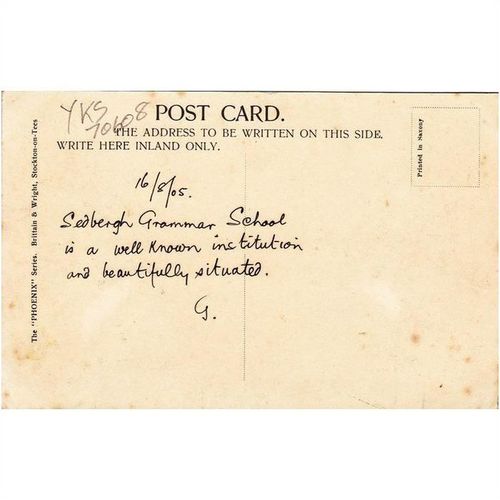 YKS
70608
POST CARD.
THE ADDRESS TO BE WRITTEN ON THIS SIDE.
WRITE HERE INLAND ONLY.
Printed in Saxony
The "PHOENIX" Series. Brittain & Wright, Stockton-on-Tees
16/8/05.
Sedbergh Grammar School
is a well known institution
and beautifully situated.
G.